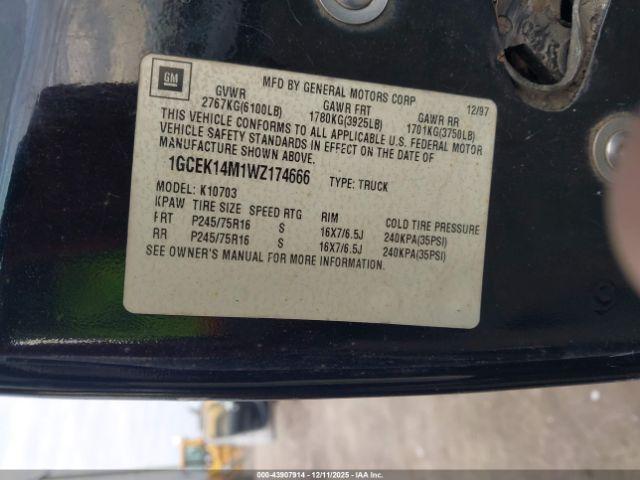 GM
MFD BY GENERAL MOTORS CORP 12/97
GVWR GAWR FRT GAWR RR
2767KG(6100LB) 1780KG(3925LB) 1701KG(3750LB)
THIS VEHICLE CONFORMS TO ALL APPLICABLE U.S. FEDERAL MOTOR
VEHICLE SAFETY STANDARDS IN EFFECT ON THE DATE OF
MANUFACTURE SHOWN ABOVE.
1GCEK14M1WZ174666 TYPE: TRUCK
MODEL: K10703
KPAW TIRE SIZE SPEED RTG RIM COLD TIRE PRESSURE
FRT P245/75R16 S 16X7/6.5J 240KPA(35PSI)
RR P245/75R16 S 16X7/6.5J 240KPA(35PSI)
SEE OWNER'S MANUAL FOR MORE INFORMATION.
000-43907914 - 12/11/2025 - IAAI.COM